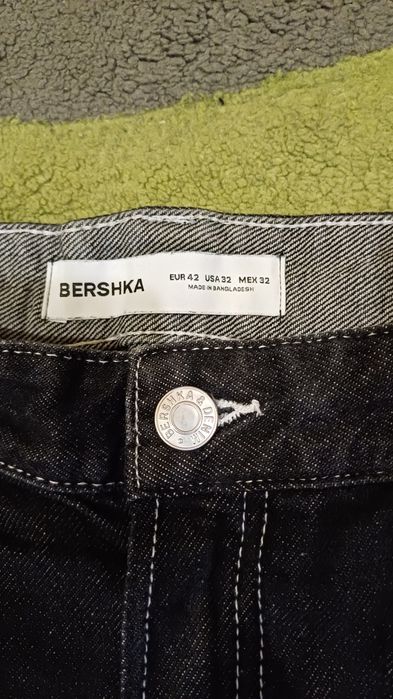 BERSHKA
EUR 42 USA 32 MEX 32
MADE IN BANGLADESH
BERSHKA & DENIM